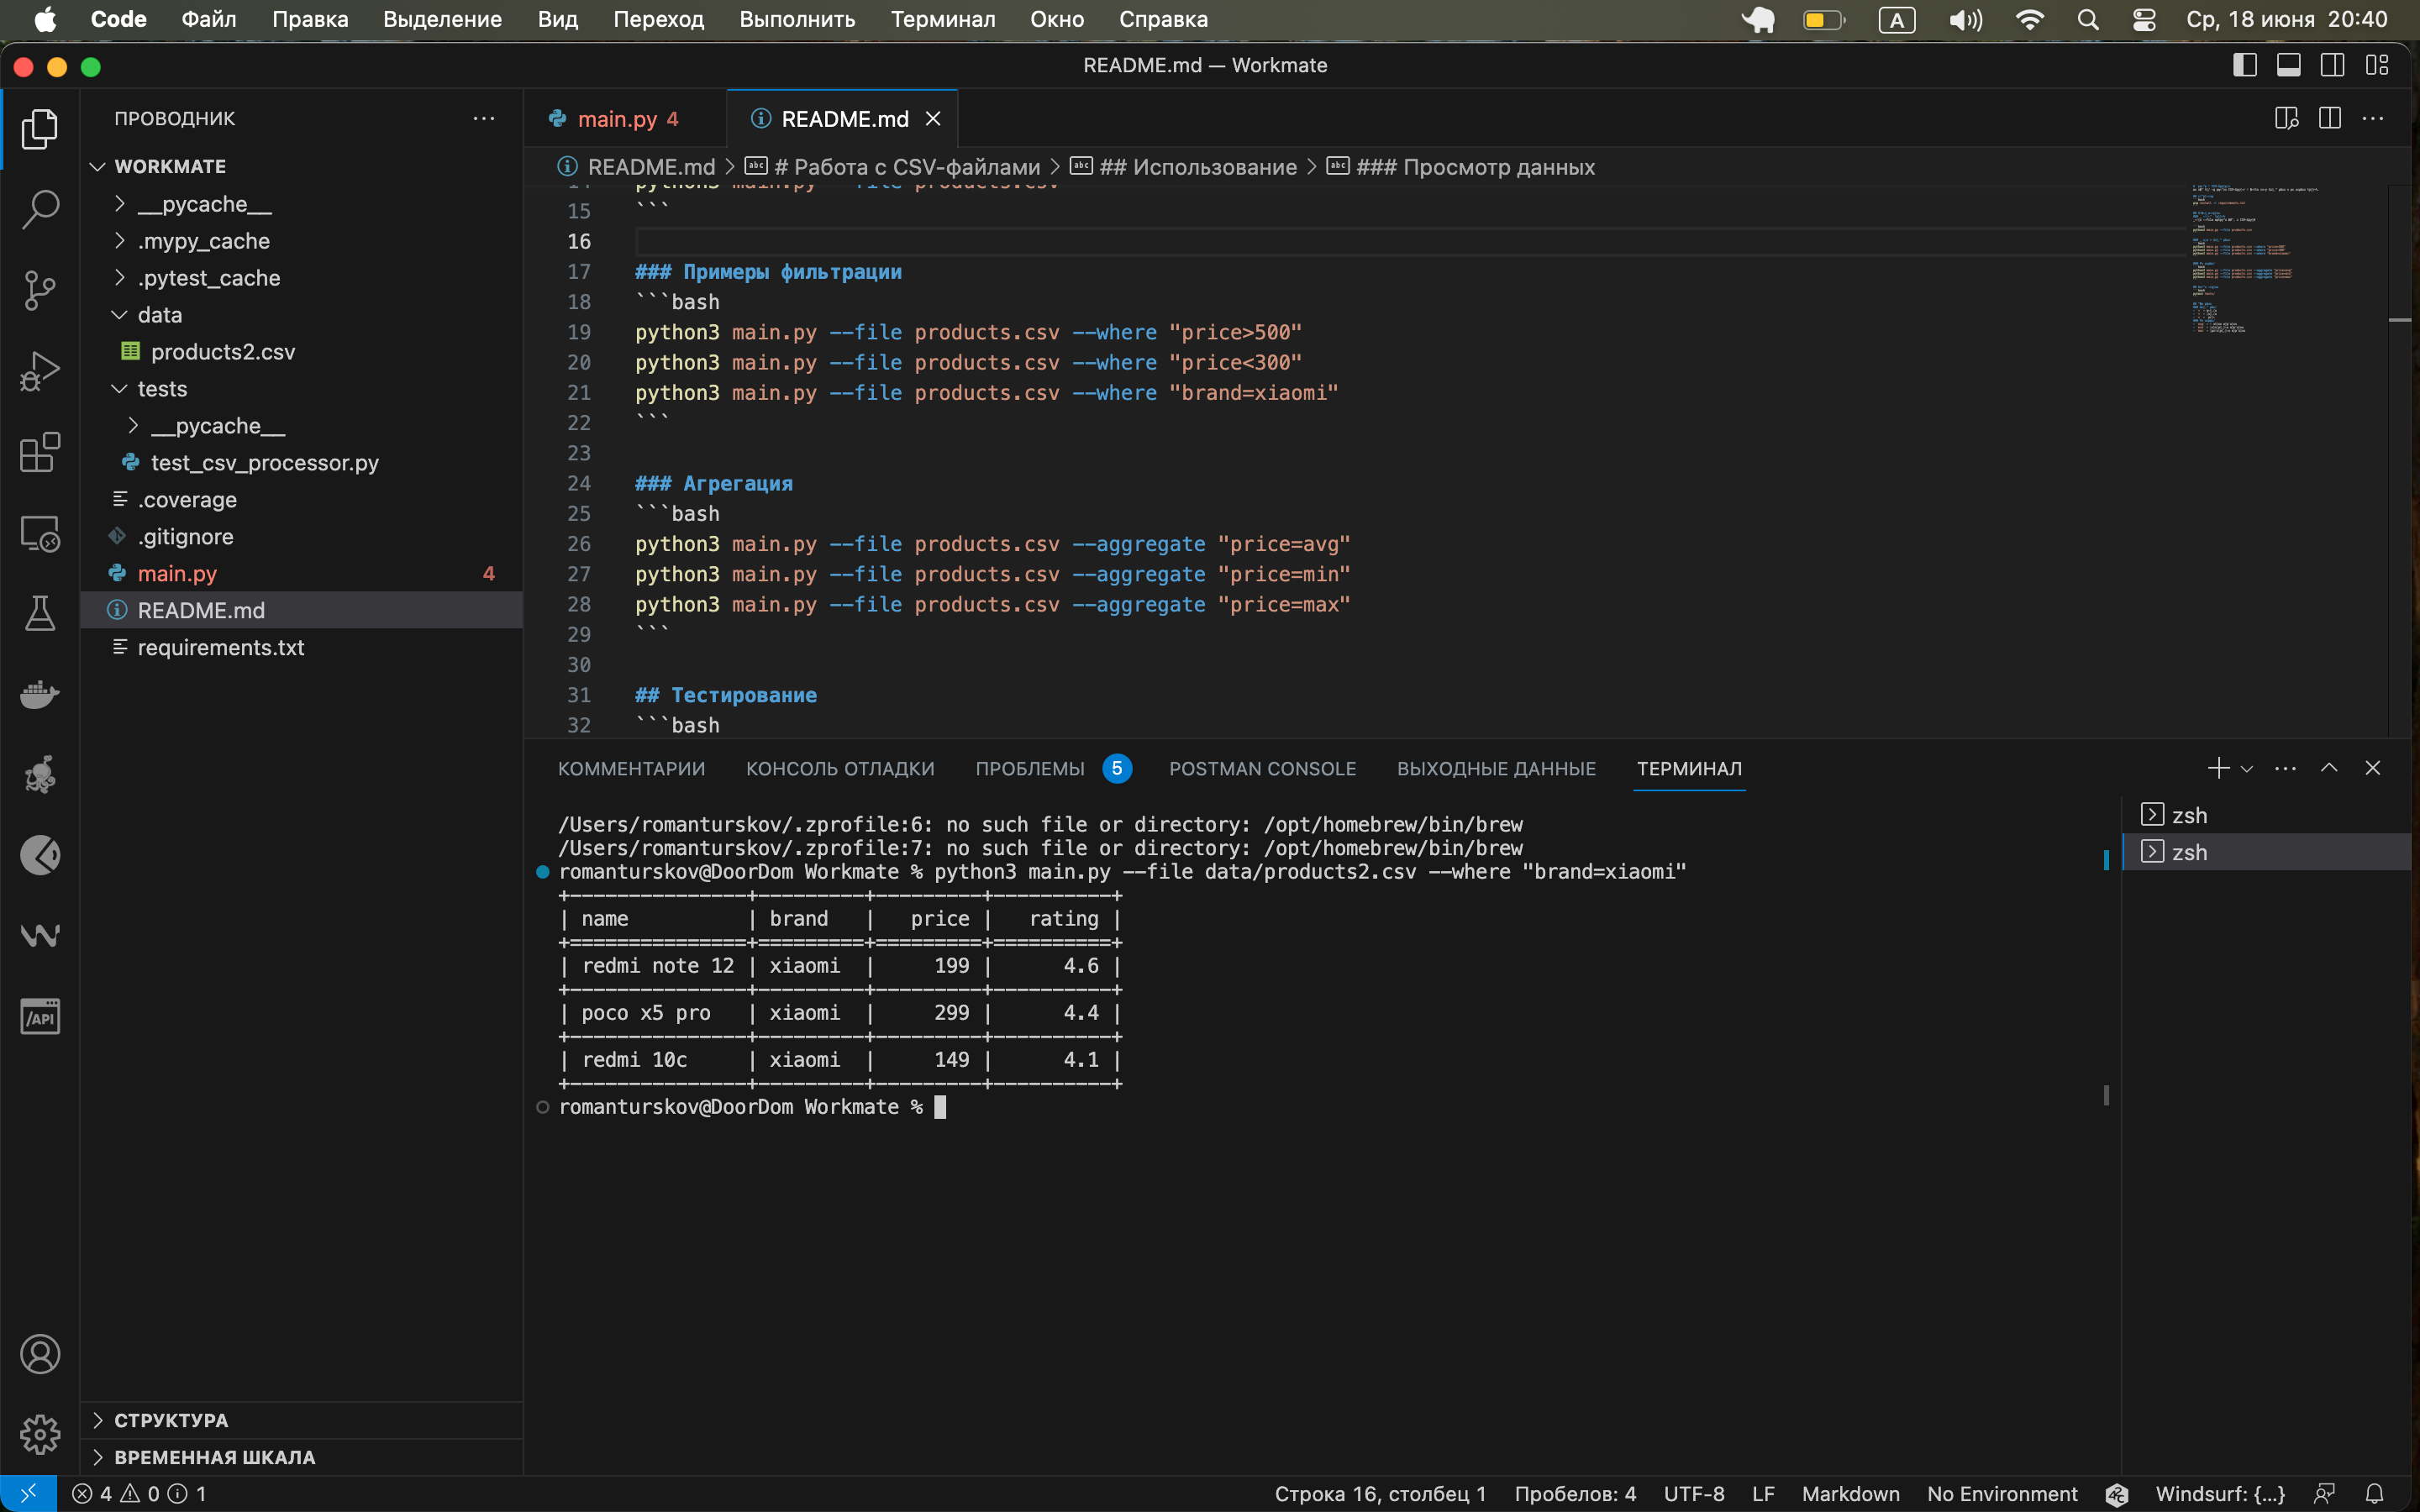 Code Файл Правка Выделение Вид Переход Выполнить Терминал Окно Справка A Ср, 18 июня 20:40
README.md — Workmate
ПРОВОДНИК
WORKMATE
__pycache__
.mypy_cache
.pytest_cache
data
products2.csv
tests
__pycache__
test_csv_processor.py
.coverage
.gitignore
main.py 4
README.md
requirements.txt
СТРУКТУРА
ВРЕМЕННАЯ ШКАЛА
/API
main.py 4 README.md
README.md > # Работа с CSV-файлами > ## Использование > ### Просмотр данных
14 python3 main.py --file products.csv
15 ```
16
17 ### Примеры фильтрации
18 ```bash
19 python3 main.py --file products.csv --where "price>500"
20 python3 main.py --file products.csv --where "price<300"
21 python3 main.py --file products.csv --where "brand=xiaomi"
22 ```
23
24 ### Агрегация
25 ```bash
26 python3 main.py --file products.csv --aggregate "price=avg"
27 python3 main.py --file products.csv --aggregate "price=min"
28 python3 main.py --file products.csv --aggregate "price=max"
29 ```
30
31 ## Тестирование
32 ```bash
КОММЕНТАРИИ КОНСОЛЬ ОТЛАДКИ ПРОБЛЕМЫ 5 POSTMAN CONSOLE ВЫХОДНЫЕ ДАННЫЕ ТЕРМИНАЛ
/Users/romanturskov/.zprofile:6: no such file or directory: /opt/homebrew/bin/brew
/Users/romanturskov/.zprofile:7: no such file or directory: /opt/homebrew/bin/brew
romanturskov@DoorDom Workmate % python3 main.py --file data/products2.csv --where "brand=xiaomi"
+---------------+---------+---------+----------+
| name          | brand   |   price |   rating |
+===============+=========+=========+==========+
| redmi note 12 | xiaomi  |     199 |      4.6 |
+---------------+---------+---------+----------+
| poco x5 pro   | xiaomi  |     299 |      4.4 |
+---------------+---------+---------+----------+
| redmi 10c     | xiaomi  |     149 |      4.1 |
+---------------+---------+---------+----------+
romanturskov@DoorDom Workmate %
zsh
zsh
4 0 1 Строка 16, столбец 1 Пробелов: 4 UTF-8 LF Markdown No Environment Windsurf: {...}